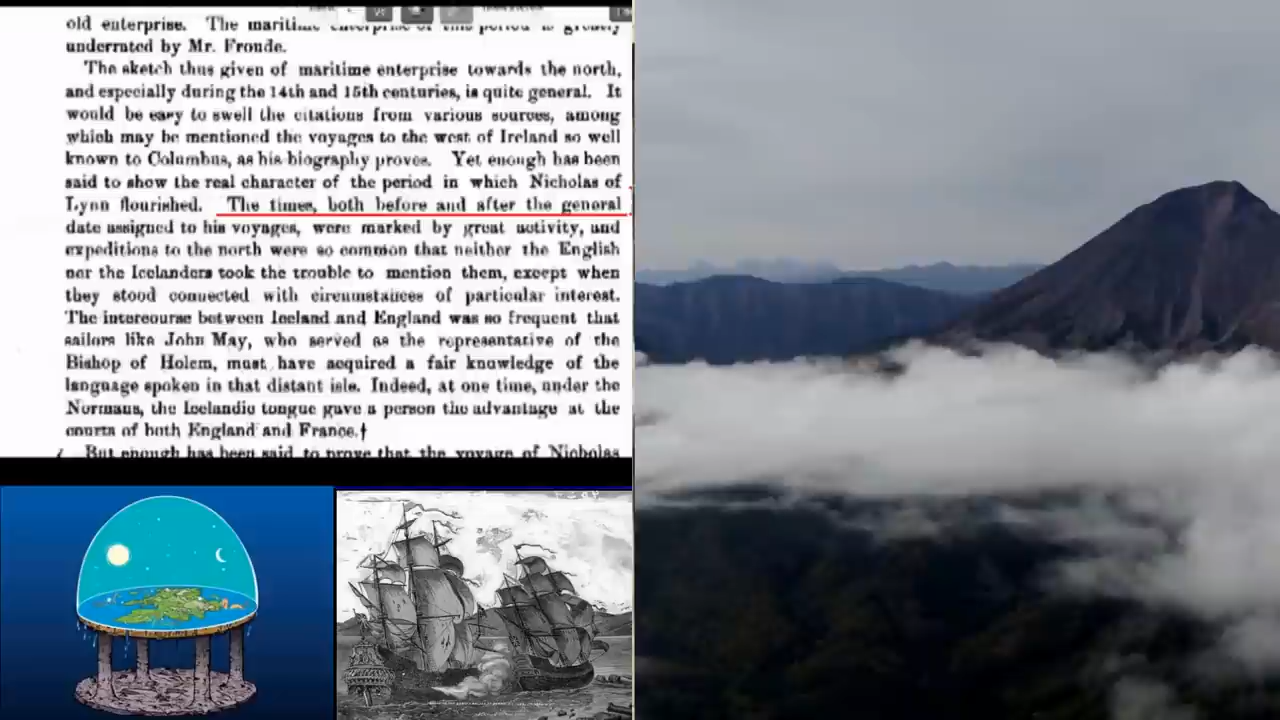 old enterprise. The maritime enterprise of this period is greatly
underrated by Mr. Froude.
The sketch thus given of maritime enterprise towards the north,
and especially during the 14th and 15th centuries, is quite general. It
would be easy to swell the citations from various sources, among
which may be mentioned the voyages to the west of Ireland so well
known to Columbus, as his biography proves. Yet enough has been
said to show the real character of the period in which Nicholas of
Lynn flourished. The times, both before and after the general
date assigned to his voyages, were marked by great activity, and
expeditions to the north were so common that neither the English
nor the Icelanders took the trouble to mention them, except when
they stood connected with circumstances of particular interest.
The intercourse between Iceland and England was so frequent that
sailors like John May, who served as the representative of the
Bishop of Holem, must have acquired a fair knowledge of the
language spoken in that distant isle. Indeed, at one time, under the
Normans, the Icelandic tongue gave a person the advantage at the
courts of both England and France.†
But enough has been said to prove that the voyage of Nicholas